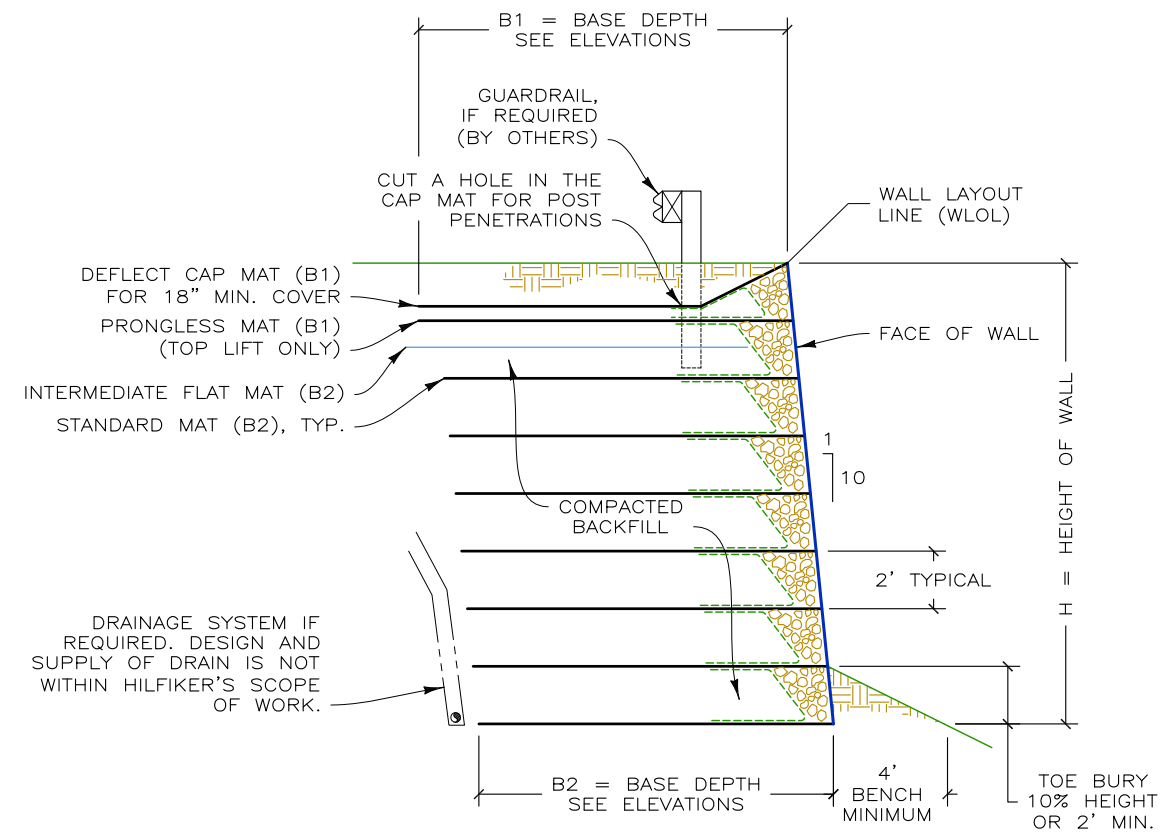 B1 = BASE DEPTH
SEE ELEVATIONS
GUARDRAIL,
IF REQUIRED
(BY OTHERS)
CUT A HOLE IN THE
CAP MAT FOR POST
PENETRATIONS
WALL LAYOUT
LINE (WLOL)
DEFLECT CAP MAT (B1)
FOR 18" MIN. COVER
PRONGLESS MAT (B1)
(TOP LIFT ONLY)
FACE OF WALL
INTERMEDIATE FLAT MAT (B2)
STANDARD MAT (B2), TYP.
1
10
H = HEIGHT OF WALL
COMPACTED
BACKFILL
2' TYPICAL
DRAINAGE SYSTEM IF
REQUIRED. DESIGN AND
SUPPLY OF DRAIN IS NOT
WITHIN HILFIKER'S SCOPE
OF WORK.
B2 = BASE DEPTH
SEE ELEVATIONS
4'
BENCH
MINIMUM
TOE BURY
10% HEIGHT
OR 2' MIN.